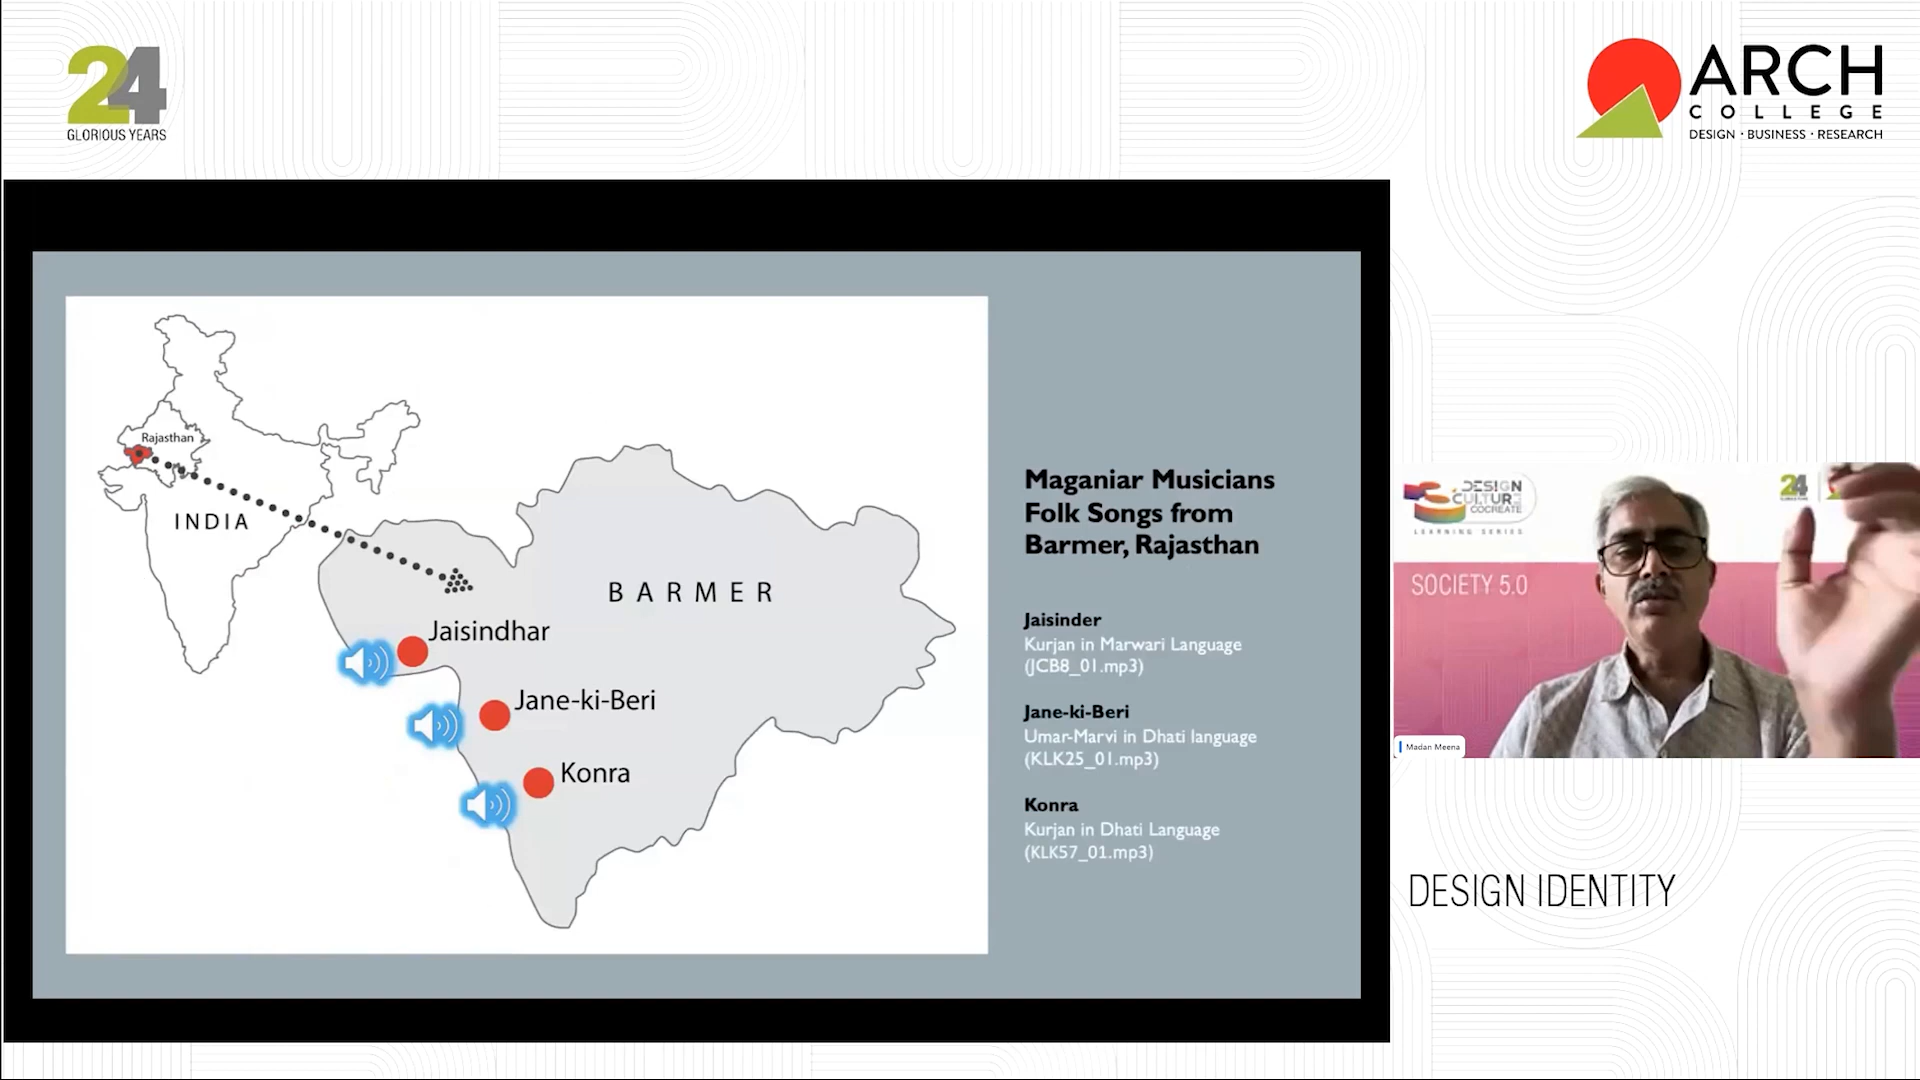 24
GLORIOUS YEARS
ARCH
COLLEGE
DESIGN · BUSINESS · RESEARCH
Rajasthan
INDIA
BARMER
Jaisindhar
Jane-ki-Beri
Konra
Maganiar Musicians
Folk Songs from
Barmer, Rajasthan
Jaisinder
Kurjan in Marwari Language
(JCB8_01.mp3)
Jane-ki-Beri
Umar-Marvi in Dhati language
(KLK25_01.mp3)
Konra
Kurjan in Dhati Language
(KLK57_01.mp3)
DESIGN
CULTURE
COCREATE
LEARNING SERIES
24
SOCIETY 5.0
Madan Meena
DESIGN IDENTITY